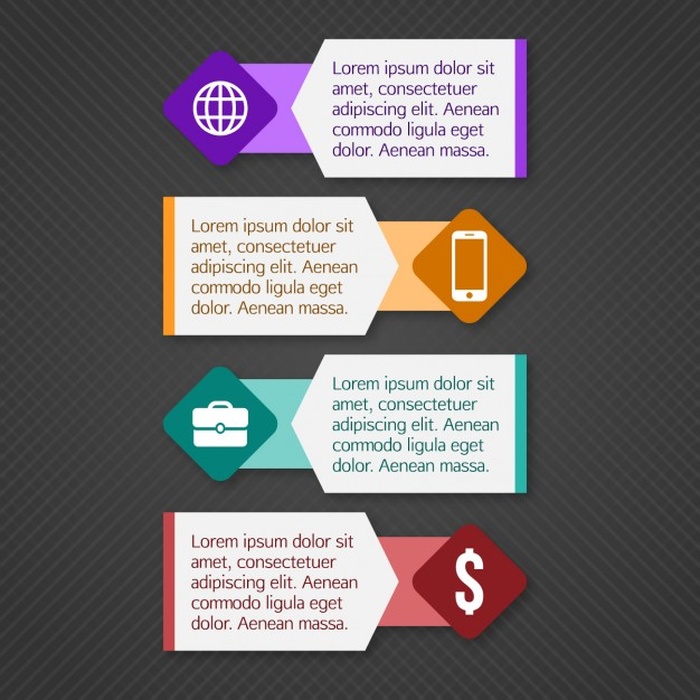 Lorem ipsum dolor sit
amet, consectetuer
adipiscing elit. Aenean
commodo ligula eget
dolor. Aenean massa.
Lorem ipsum dolor sit
amet, consectetuer
adipiscing elit. Aenean
commodo ligula eget
dolor. Aenean massa.
Lorem ipsum dolor sit
amet, consectetuer
adipiscing elit. Aenean
commodo ligula eget
dolor. Aenean massa.
Lorem ipsum dolor sit
amet, consectetuer
adipiscing elit. Aenean
commodo ligula eget
dolor. Aenean massa.
$